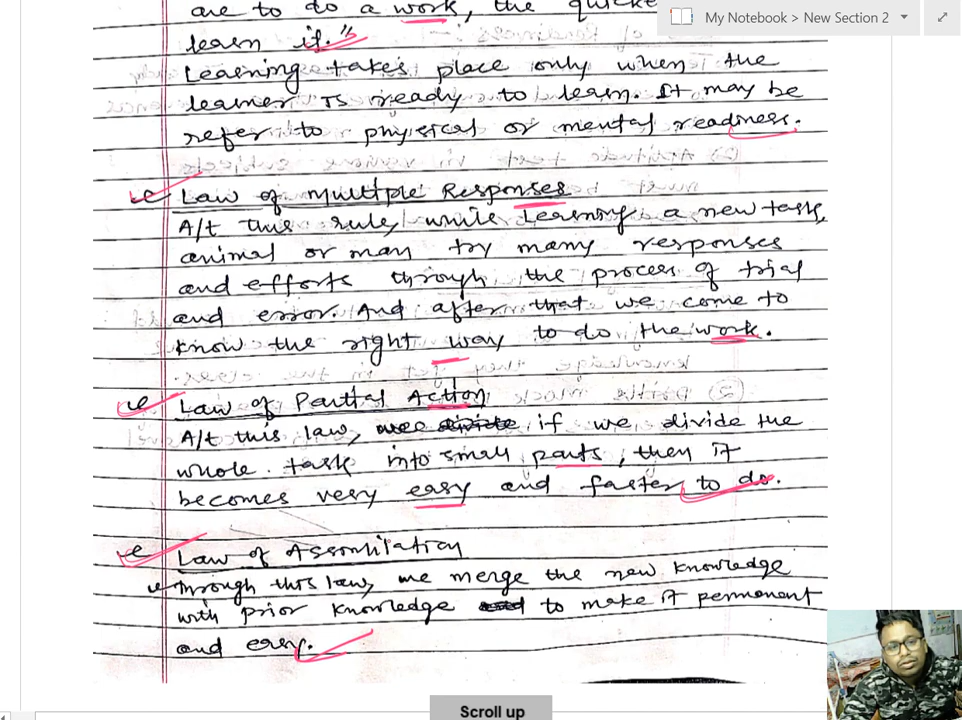 are to do a work, the quicke
My Notebook > New Section 2
learn it."
Learning takes place only when the
learner is ready to learn. It may be
refer to physical or mental readiness.
Law of Multiple Responses
A/t this rule, while learning a new task,
animal or man try many responses
and efforts through the process of trial
and error. And after that we come to
know the right way to do the work.
Law of Partial Action
A/t this law, if we divide the
whole task into small parts, then it
becomes very easy and faster to do.
Law of Assimilation
Through this law, we merge the new knowledge
with prior knowledge to make it permanent
and easy.
Scroll up